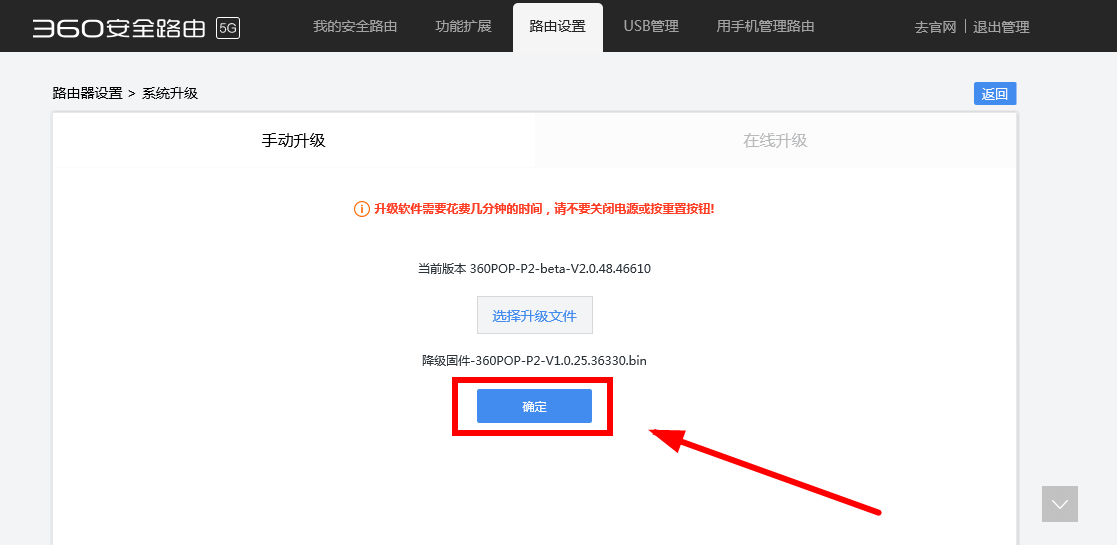 360安全路由 5G 我的安全路由 功能扩展 路由设置 USB管理 用手机管理路由 去官网 | 退出管理
路由器设置 > 系统升级 返回
手动升级 在线升级
升级软件需要花费几分钟的时间，请不要关闭电源或按重置按钮!
当前版本 360POP-P2-beta-V2.0.48.46610
选择升级文件
降级固件-360POP-P2-V1.0.25.36330.bin
确定